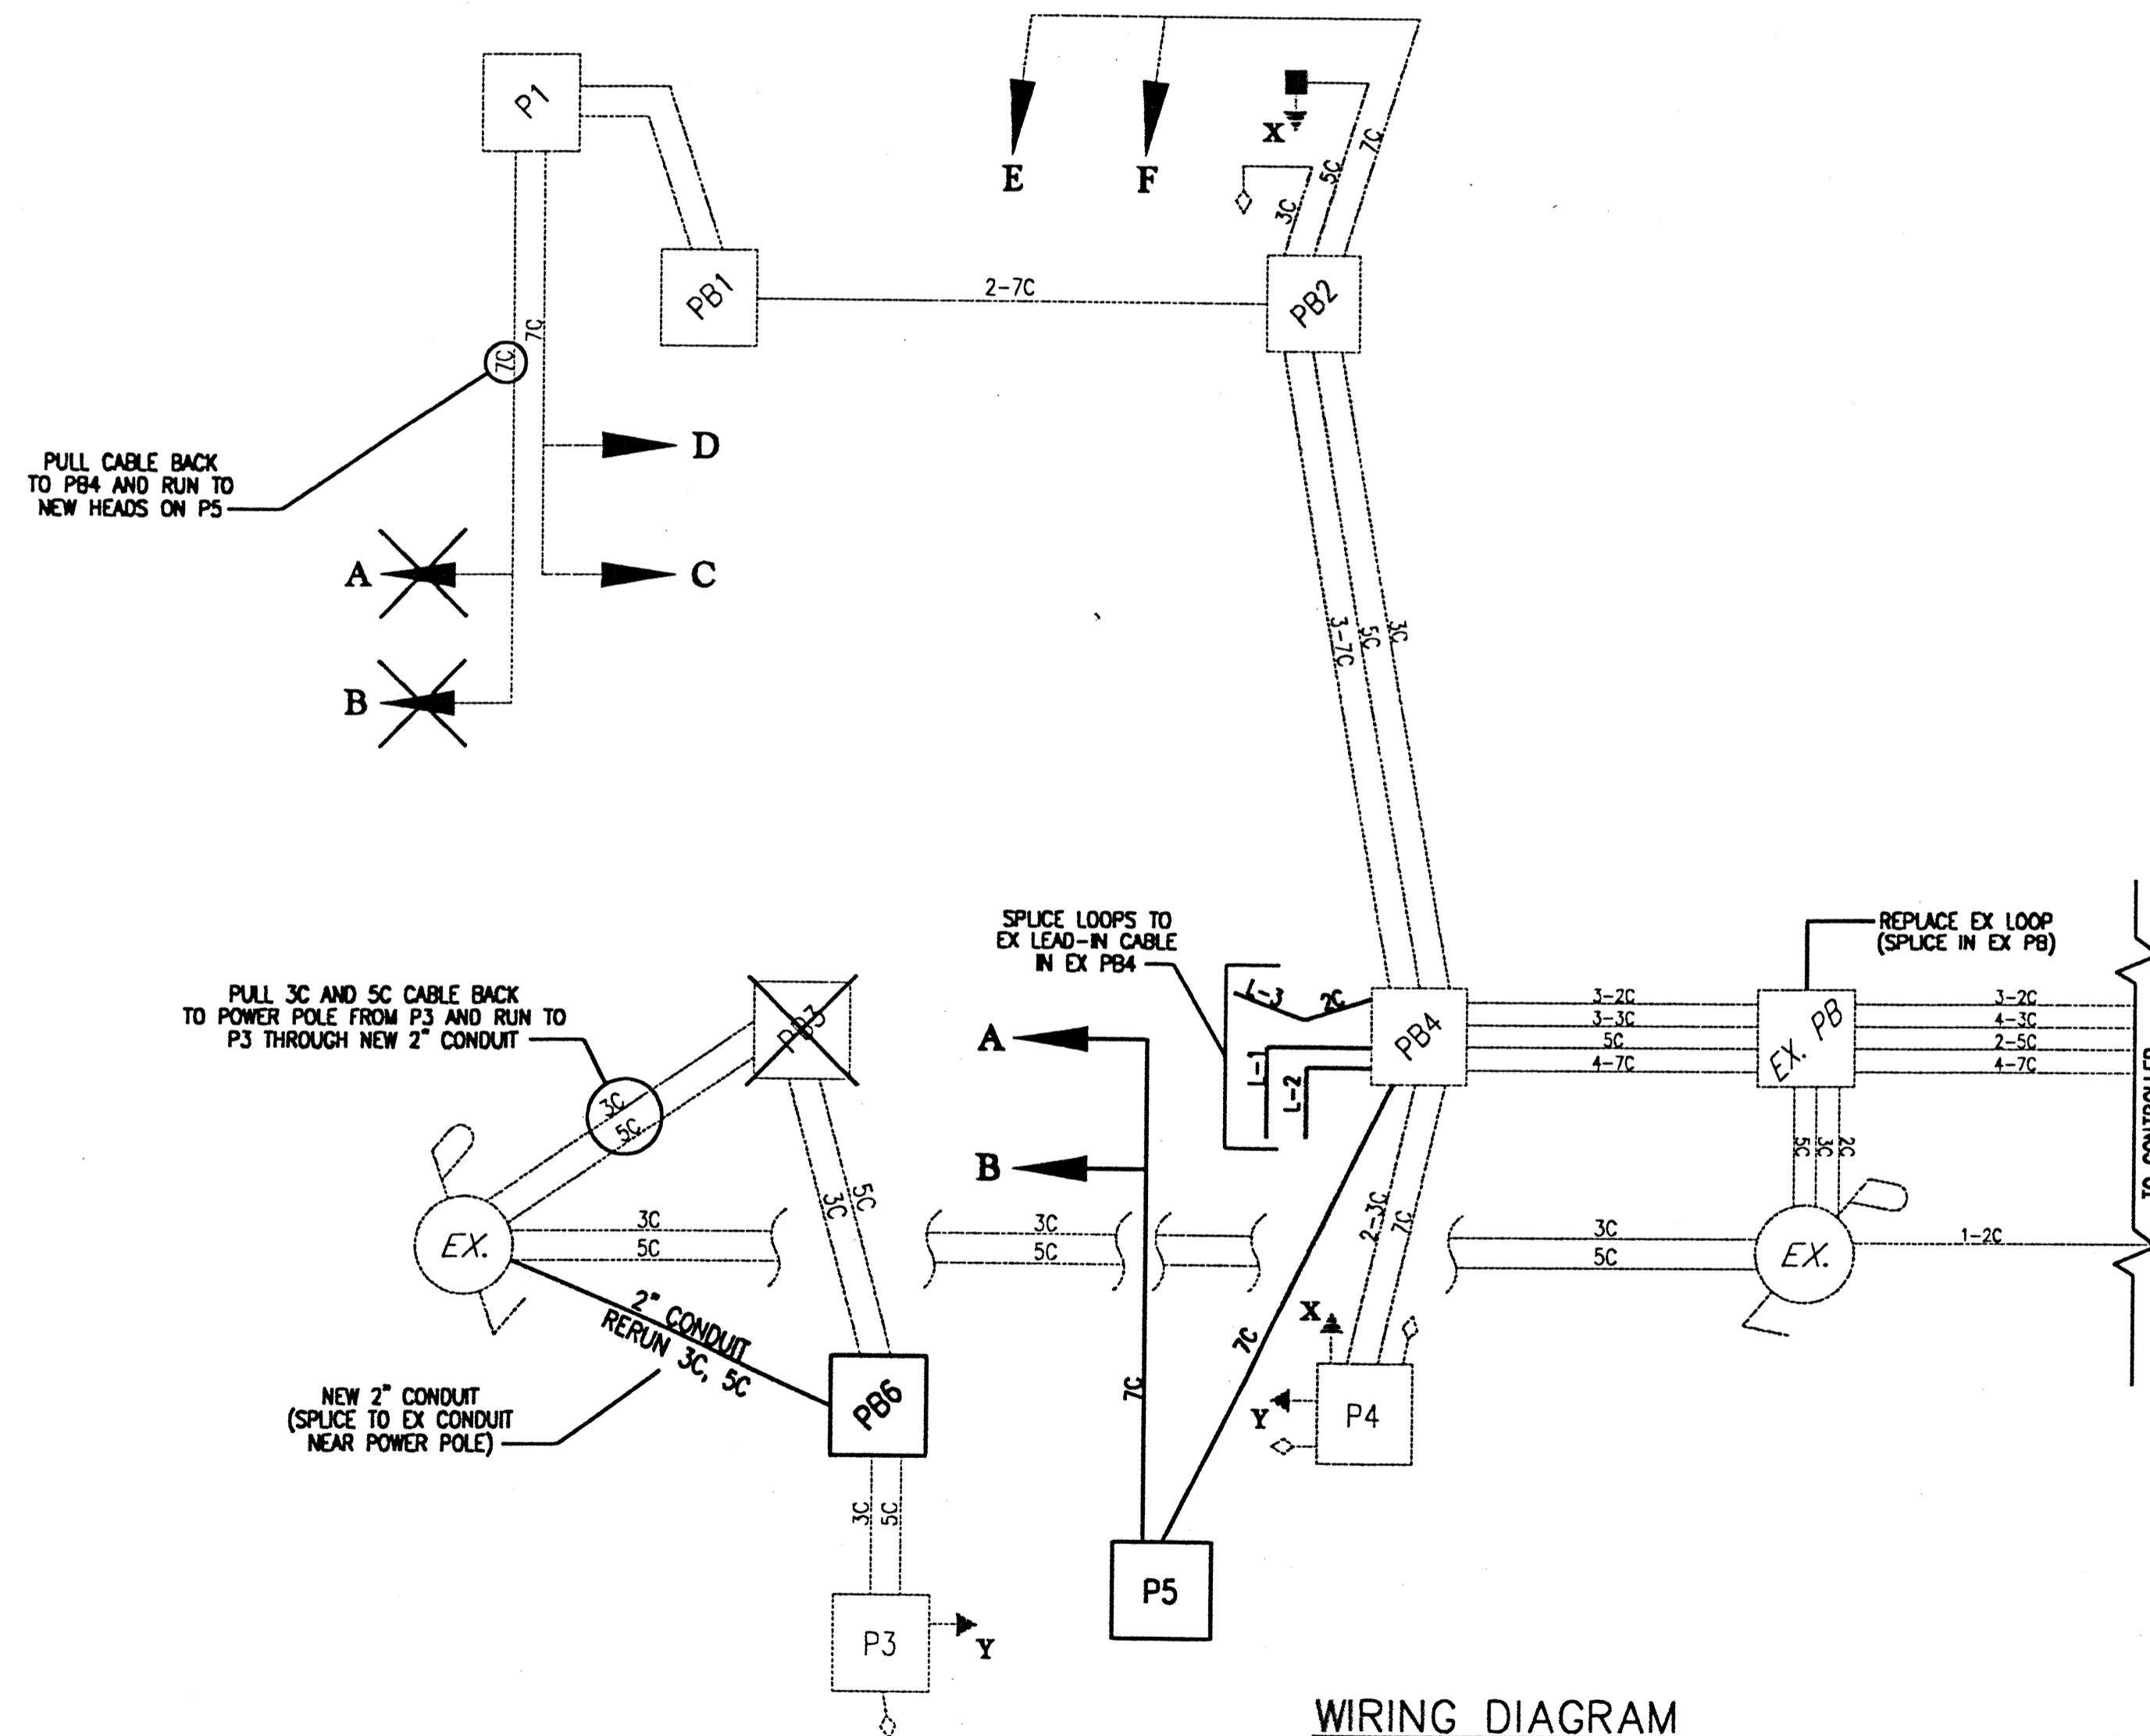 P1
E
F
X
7C
5C
3C
PB1
2-7C
PB2
7C
7C
PULL CABLE BACK
TO PB4 AND RUN TO
NEW HEADS ON P5
D
A
C
B
3-7C
5C
3C
SPLICE LOOPS TO
EX LEAD-IN CABLE
IN EX PB4
REPLACE EX LOOP
(SPLICE IN EX PB)
PULL 3C AND 5C CABLE BACK
TO POWER POLE FROM P3 AND RUN TO
P3 THROUGH NEW 2" CONDUIT
PB3
L-3
2C
L-1
L-2
PB4
3-2C
3-3C
5C
4-7C
EX. PB
3-2C
4-3C
2-5C
4-7C
TO CONTROLLER
A
B
3C
5C
3C
5C
2-3C
7C
5C
3C
2C
EX.
3C
5C
3C
5C
3C
5C
EX.
1-2C
2" CONDUIT
RERUN 3C, 5C
NEW 2" CONDUIT
(SPLICE TO EX CONDUIT
NEAR POWER POLE)
PB6
7C
7C
X
Y
P4
3C
5C
P5
P3
Y
WIRING DIAGRAM